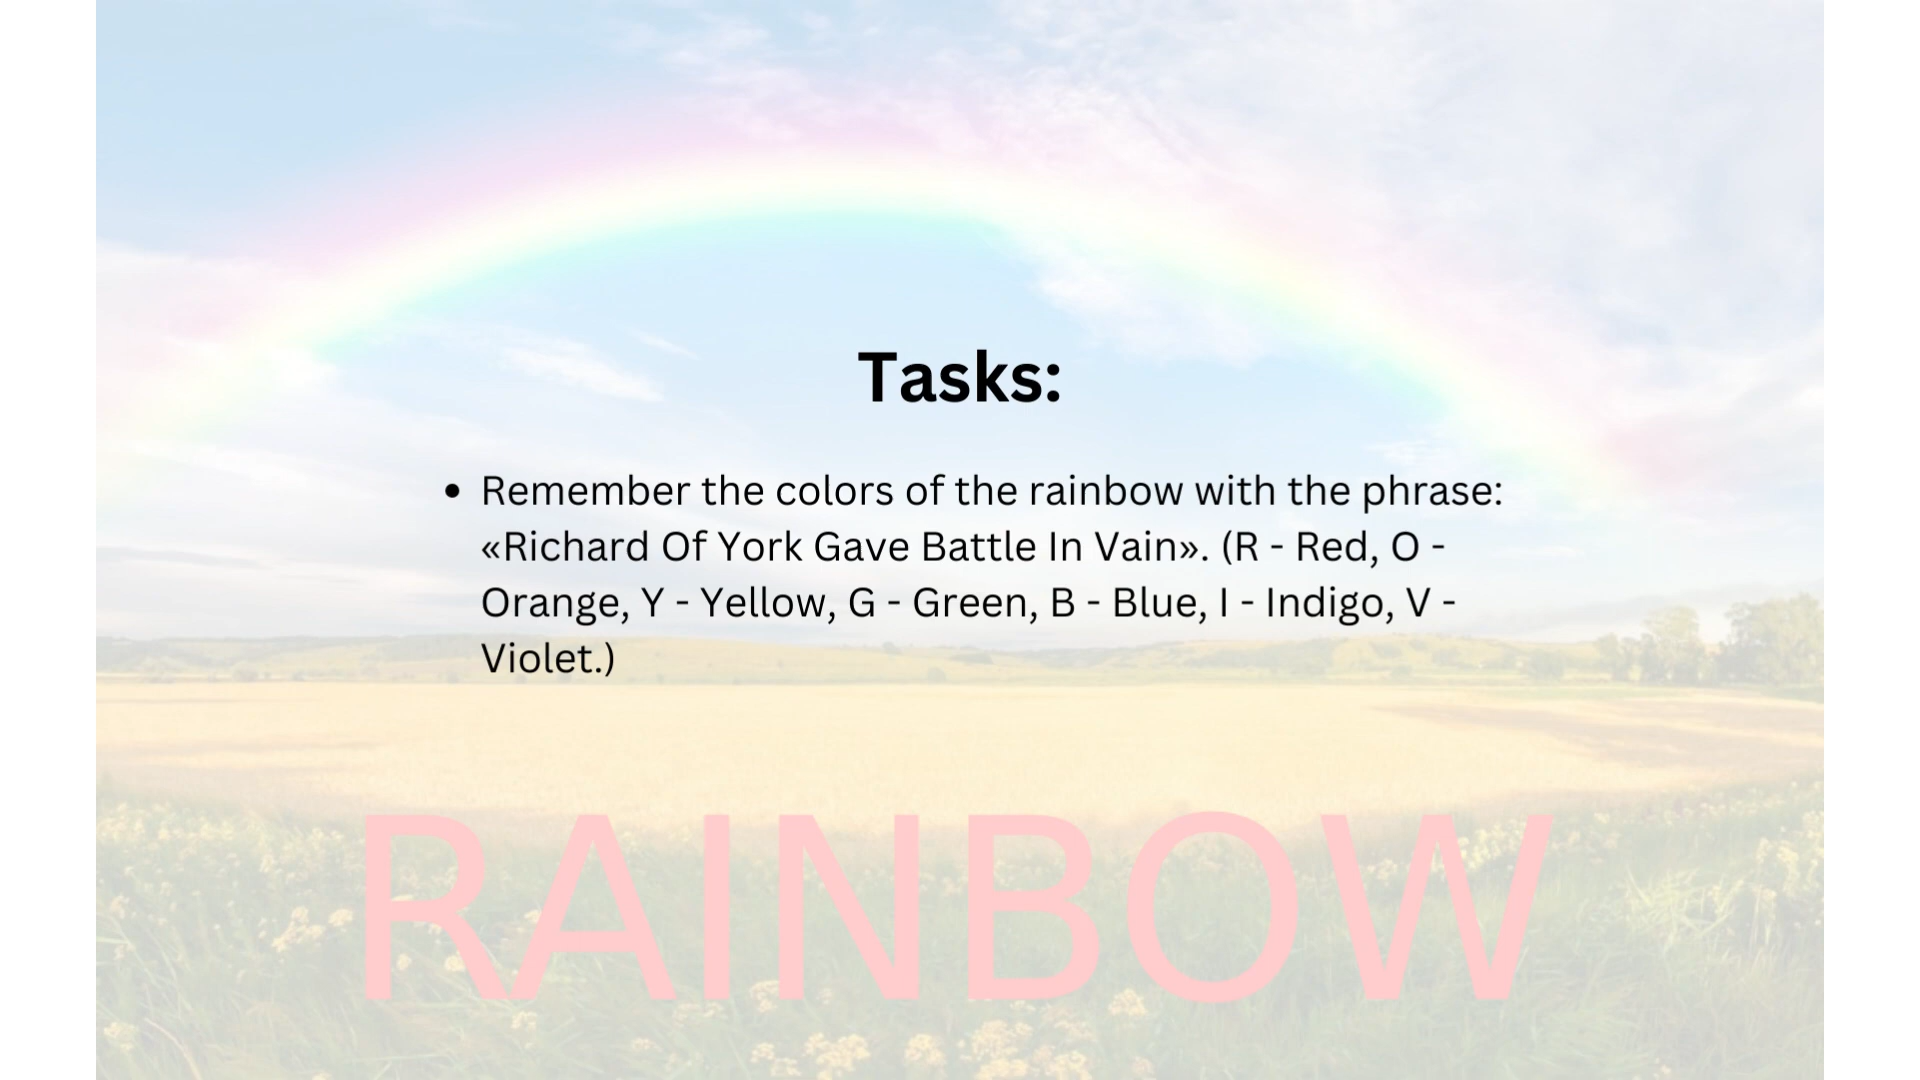 Tasks:
• Remember the colors of the rainbow with the phrase:
«Richard Of York Gave Battle In Vain». (R - Red, O -
Orange, Y - Yellow, G - Green, B - Blue, I - Indigo, V -
Violet.)
RAINBOW